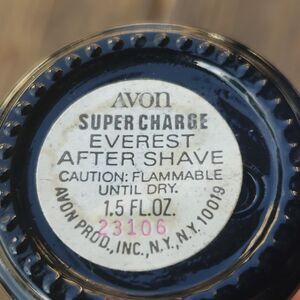 AVON
SUPER CHARGE
EVEREST
AFTER SHAVE
CAUTION: FLAMMABLE
UNTIL DRY.
1.5 FL.OZ.
23106
AVON PROD., INC., N.Y., N.Y. 10019